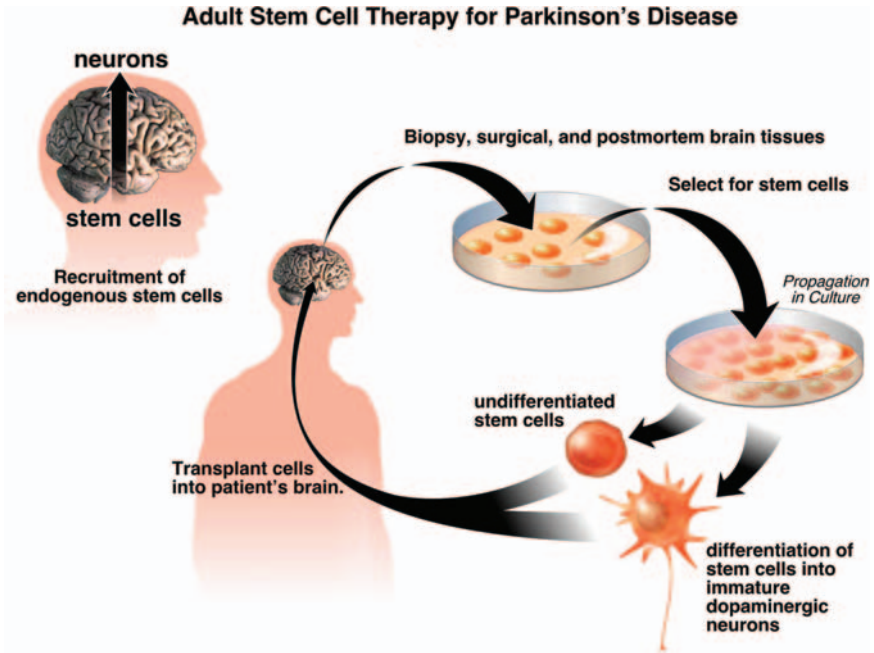 Adult Stem Cell Therapy for Parkinson's Disease
neurons
stem cells
Recruitment of
endogenous stem cells
Biopsy, surgical, and postmortem brain tissues
Select for stem cells
Propagation
in Culture
undifferentiated
stem cells
Transplant cells
into patient's brain.
differentiation of
stem cells into
immature
dopaminergic
neurons